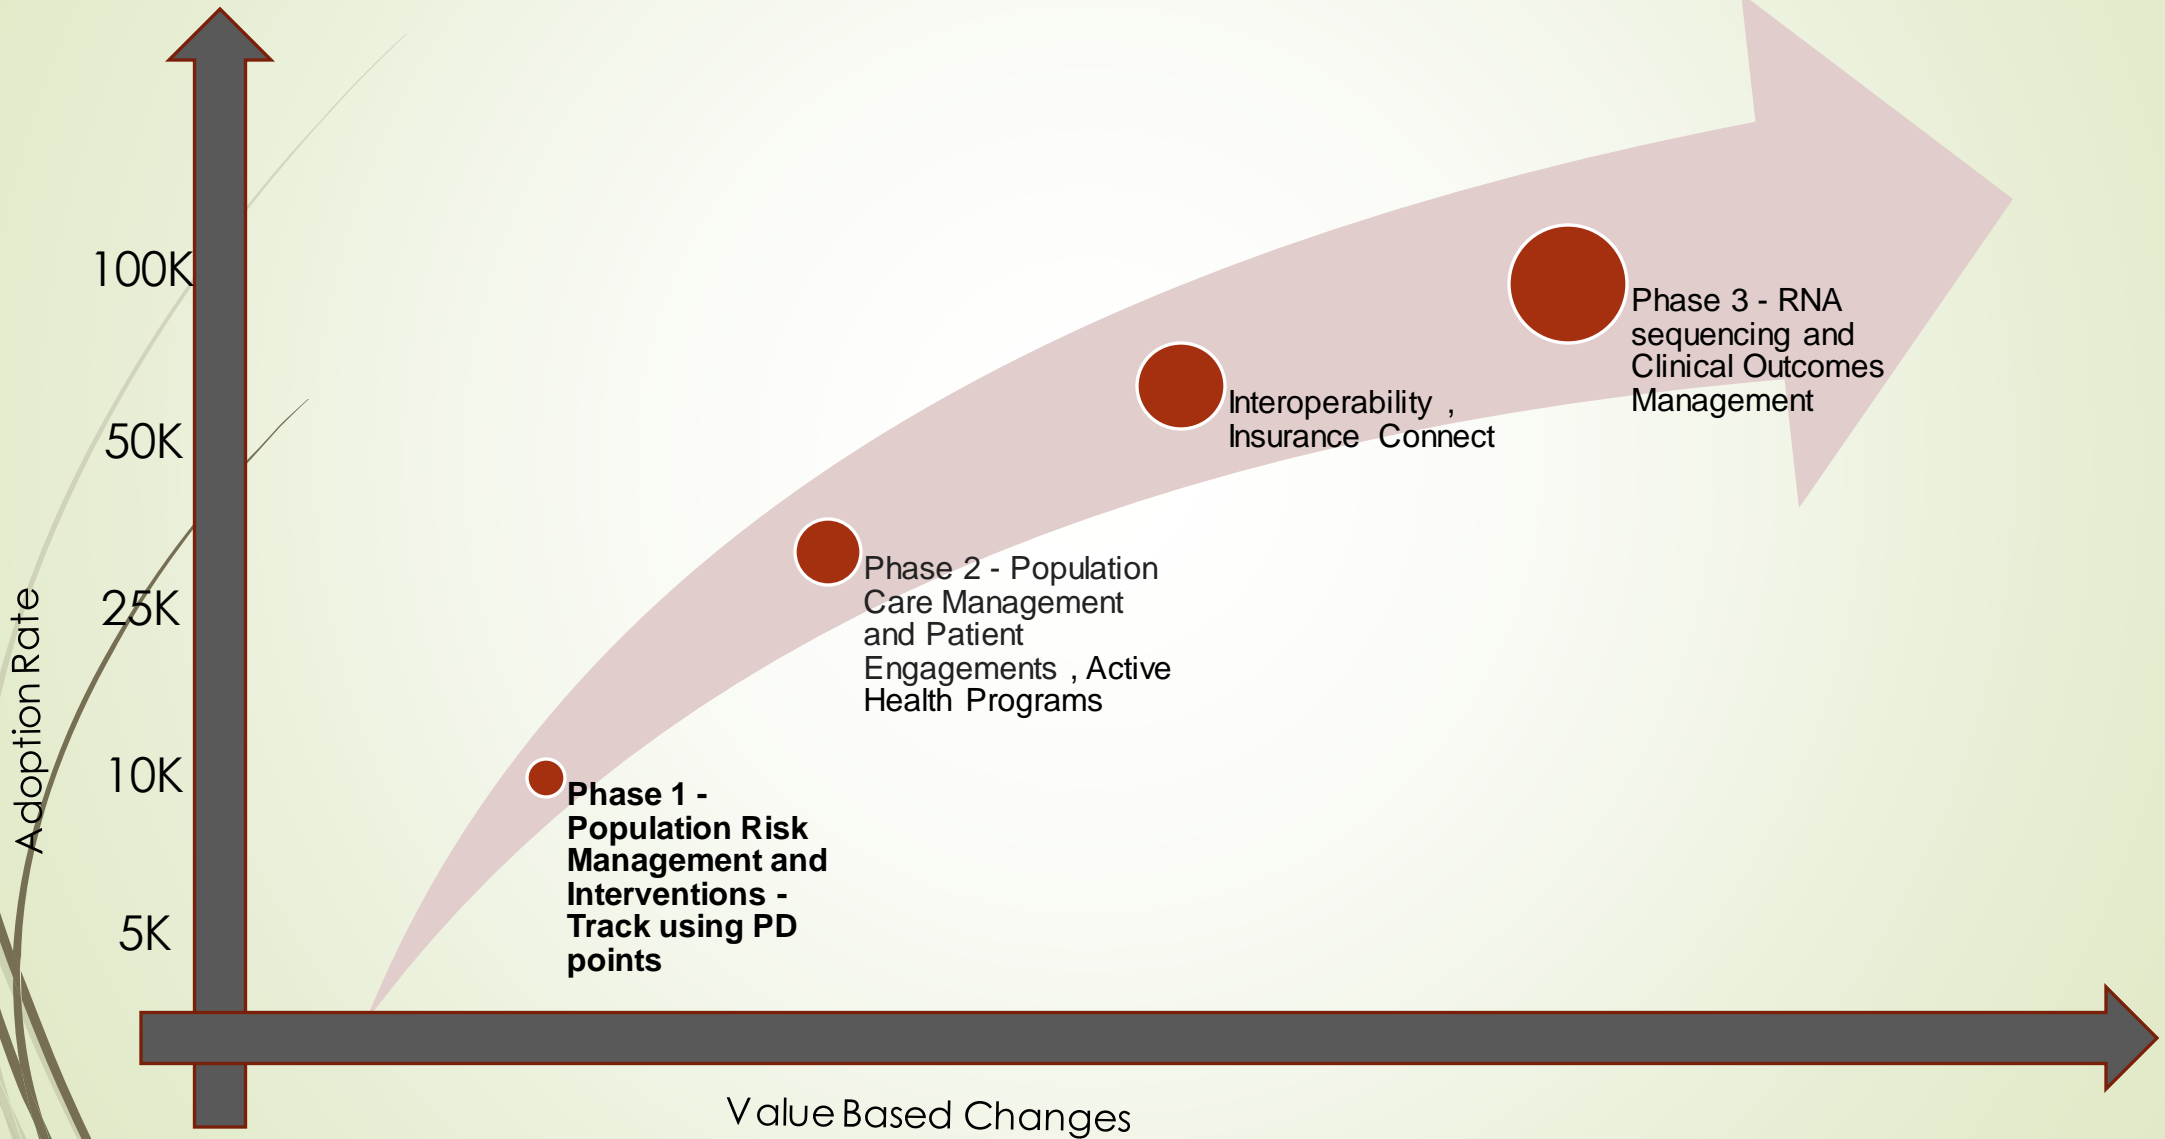 100K
50K
25K
10K
5K
Adoption Rate
Phase 1 -
Population Risk
Management and
Interventions -
Track using PD
points
Phase 2 - Population
Care Management
and Patient
Engagements , Active
Health Programs
Interoperability ,
Insurance Connect
Phase 3 - RNA
sequencing and
Clinical Outcomes
Management
Value Based Changes